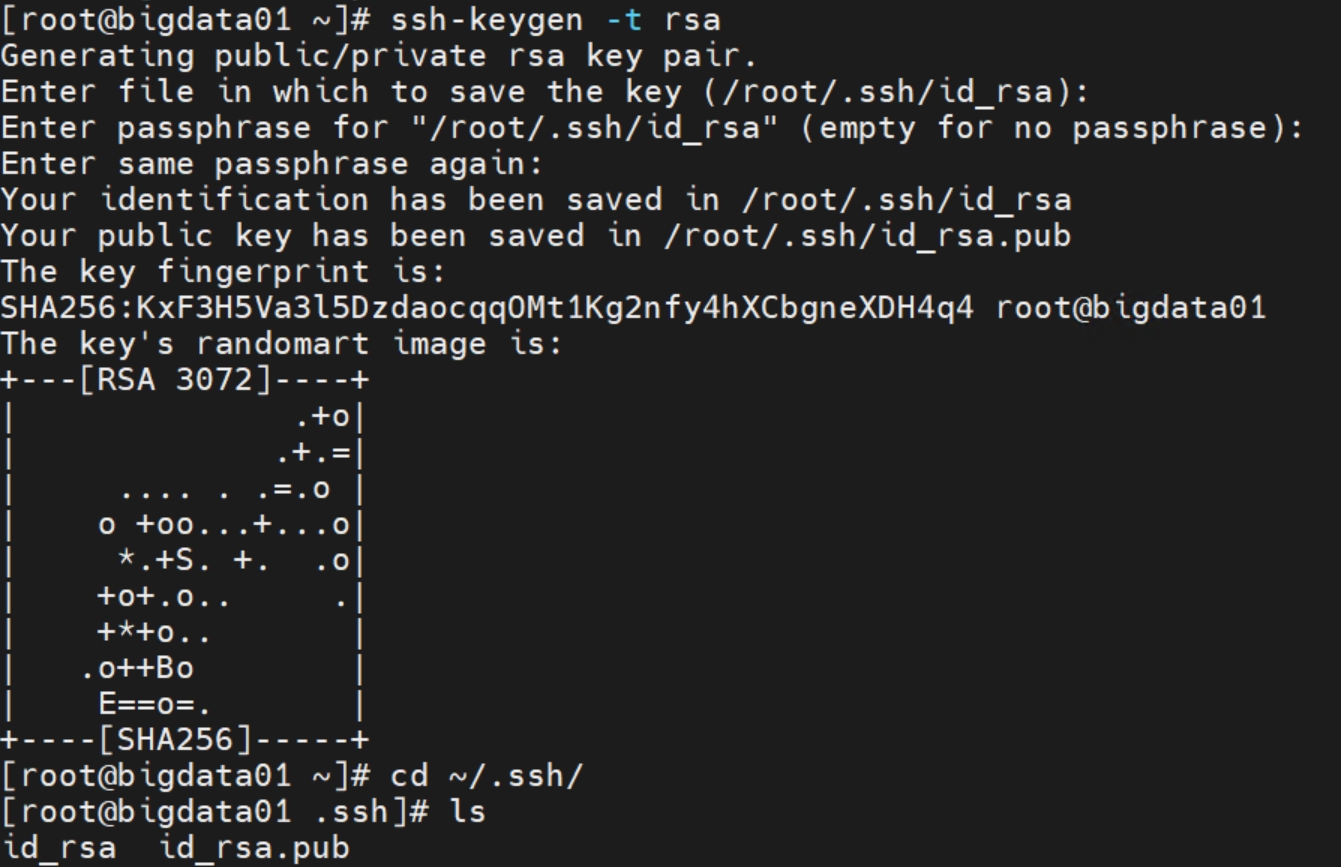 [root@bigdata01 ~]# ssh-keygen -t rsa
Generating public/private rsa key pair.
Enter file in which to save the key (/root/.ssh/id_rsa):
Enter passphrase for "/root/.ssh/id_rsa" (empty for no passphrase):
Enter same passphrase again:
Your identification has been saved in /root/.ssh/id_rsa
Your public key has been saved in /root/.ssh/id_rsa.pub
The key fingerprint is:
SHA256:KxF3H5Va3l5DzdaocqqOMt1Kg2nfy4hXCbgneXDH4q4 root@bigdata01
The key's randomart image is:
+---[RSA 3072]----+
|              .+o|
|             .+.=|
|     .... . .=.o |
|    o +oo...+...o|
|     *.+S. +.  .o|
|    +o+.o..     .|
|    +*+o..       |
|   .o++Bo        |
|    E==o=.       |
+----[SHA256]-----+
[root@bigdata01 ~]# cd ~/.ssh/
[root@bigdata01 .ssh]# ls
id_rsa  id_rsa.pub